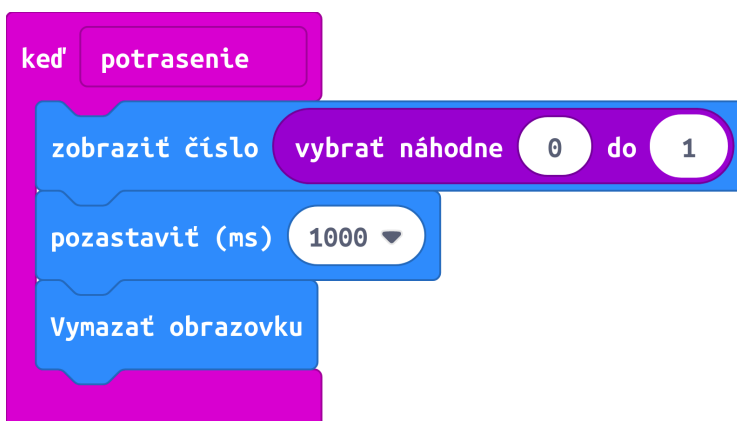 keď potrasenie
zobraziť číslo vybrať náhodne 0 do 1
pozastaviť (ms) 1000
Vymazať obrazovku